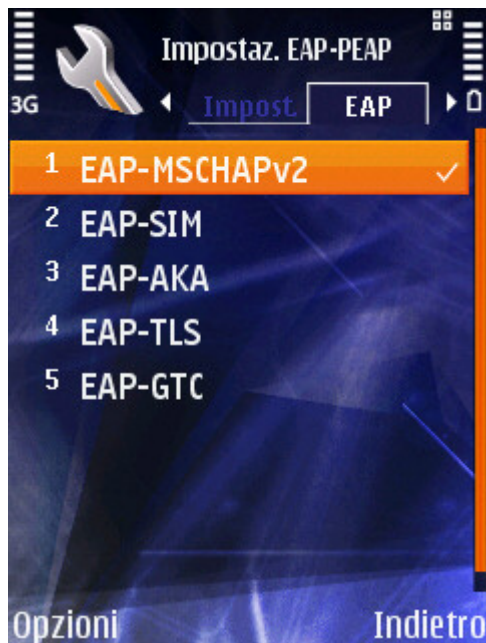 Impostaz. EAP-PEAP
3G
Impost. EAP
1 EAP-MSCHAPv2
2 EAP-SIM
3 EAP-AKA
4 EAP-TLS
5 EAP-GTC
Opzioni Indietro